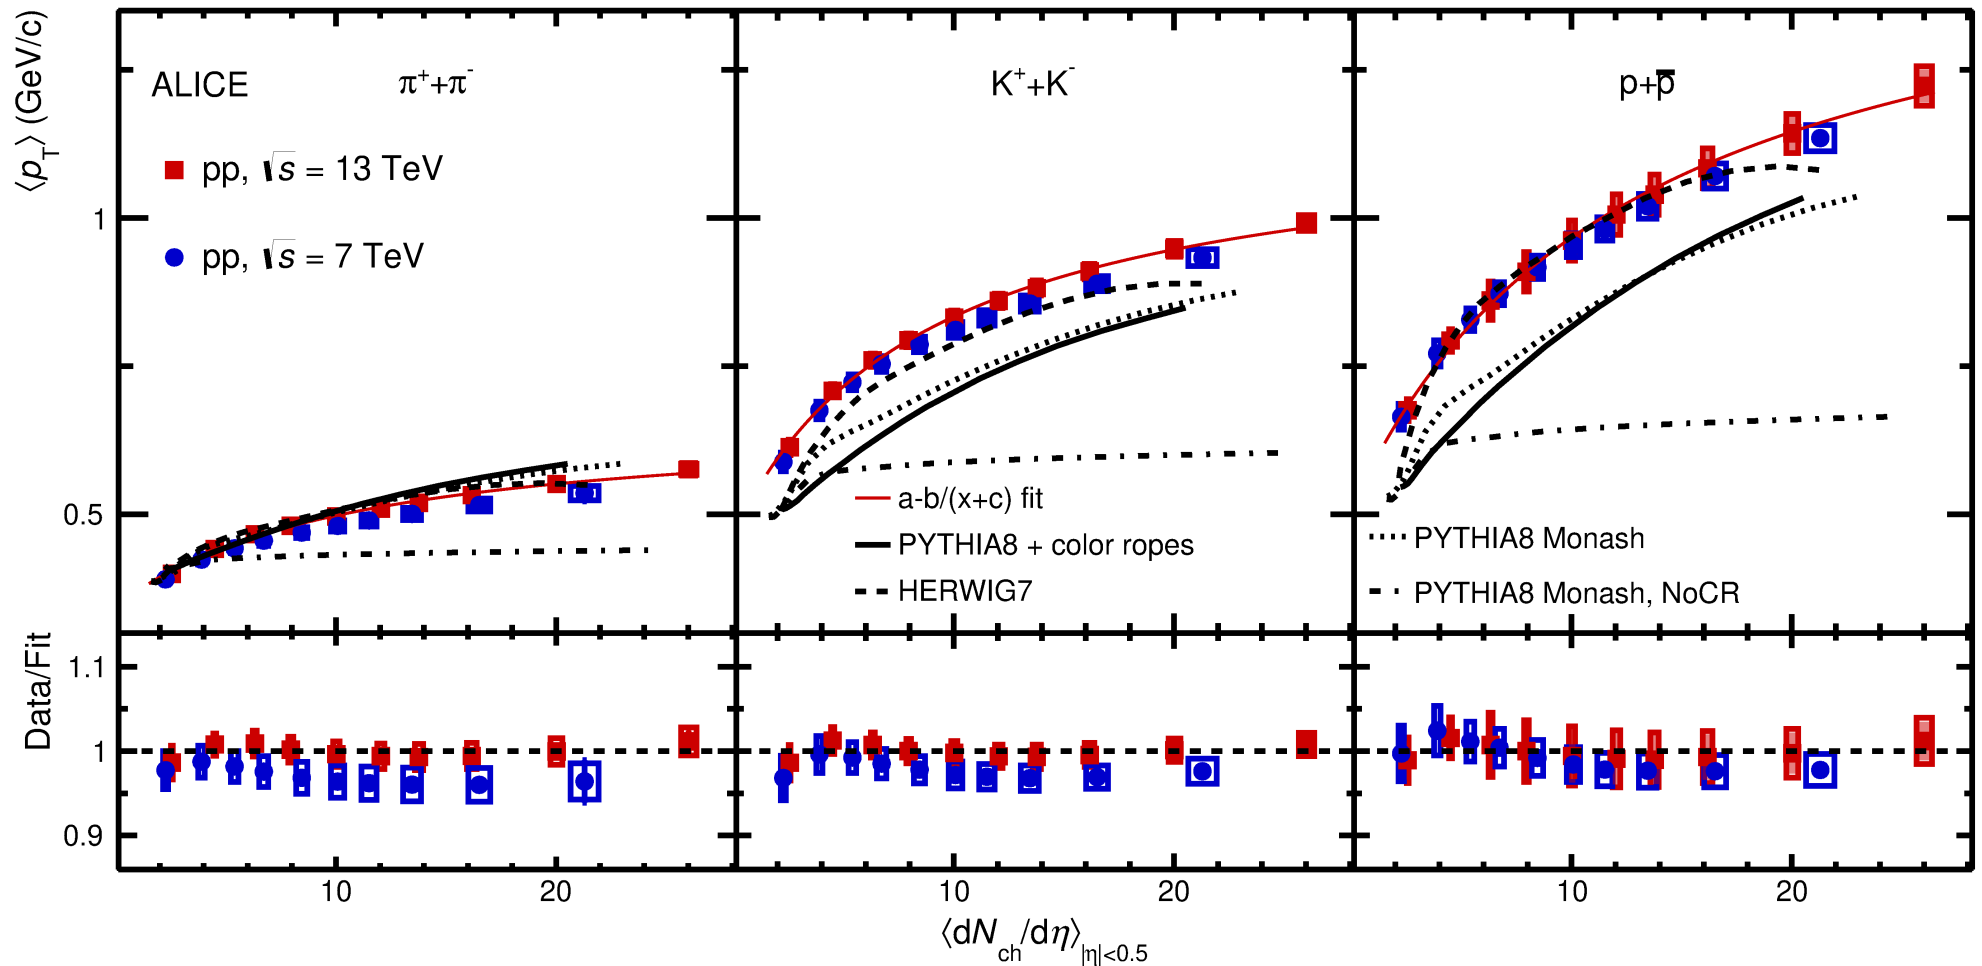 ⟨p_T⟩ (GeV/c)
ALICE π⁺+π⁻ K⁺+K⁻ p+p̅
pp, √s = 13 TeV
pp, √s = 7 TeV
1
0.5
a-b/(x+c) fit
PYTHIA8 + color ropes
HERWIG7
PYTHIA8 Monash
PYTHIA8 Monash, NoCR
Data/Fit
1.1
1
0.9
10 20 10 20 10 20
⟨dN_ch/dη⟩_|η|<0.5